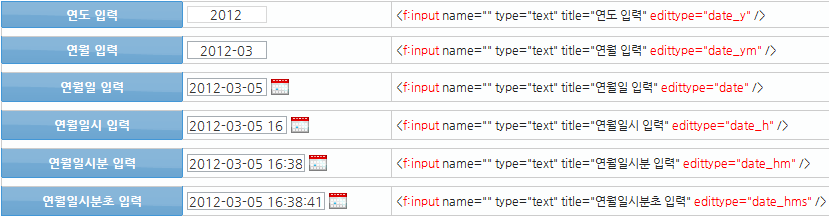 연도 입력 2012 <f:input name="" type="text" title="연도 입력" edittype="date_y" />
연월 입력 2012-03 <f:input name="" type="text" title="연월 입력" edittype="date_ym" />
연월일 입력 2012-03-05 <f:input name="" type="text" title="연월일 입력" edittype="date" />
연월일시 입력 2012-03-05 16 <f:input name="" type="text" title="연월일시 입력" edittype="date_h" />
연월일시분 입력 2012-03-05 16:38 <f:input name="" type="text" title="연월일시분 입력" edittype="date_hm" />
연월일시분초 입력 2012-03-05 16:38:41 <f:input name="" type="text" title="연월일시분초 입력" edittype="date_hms" />